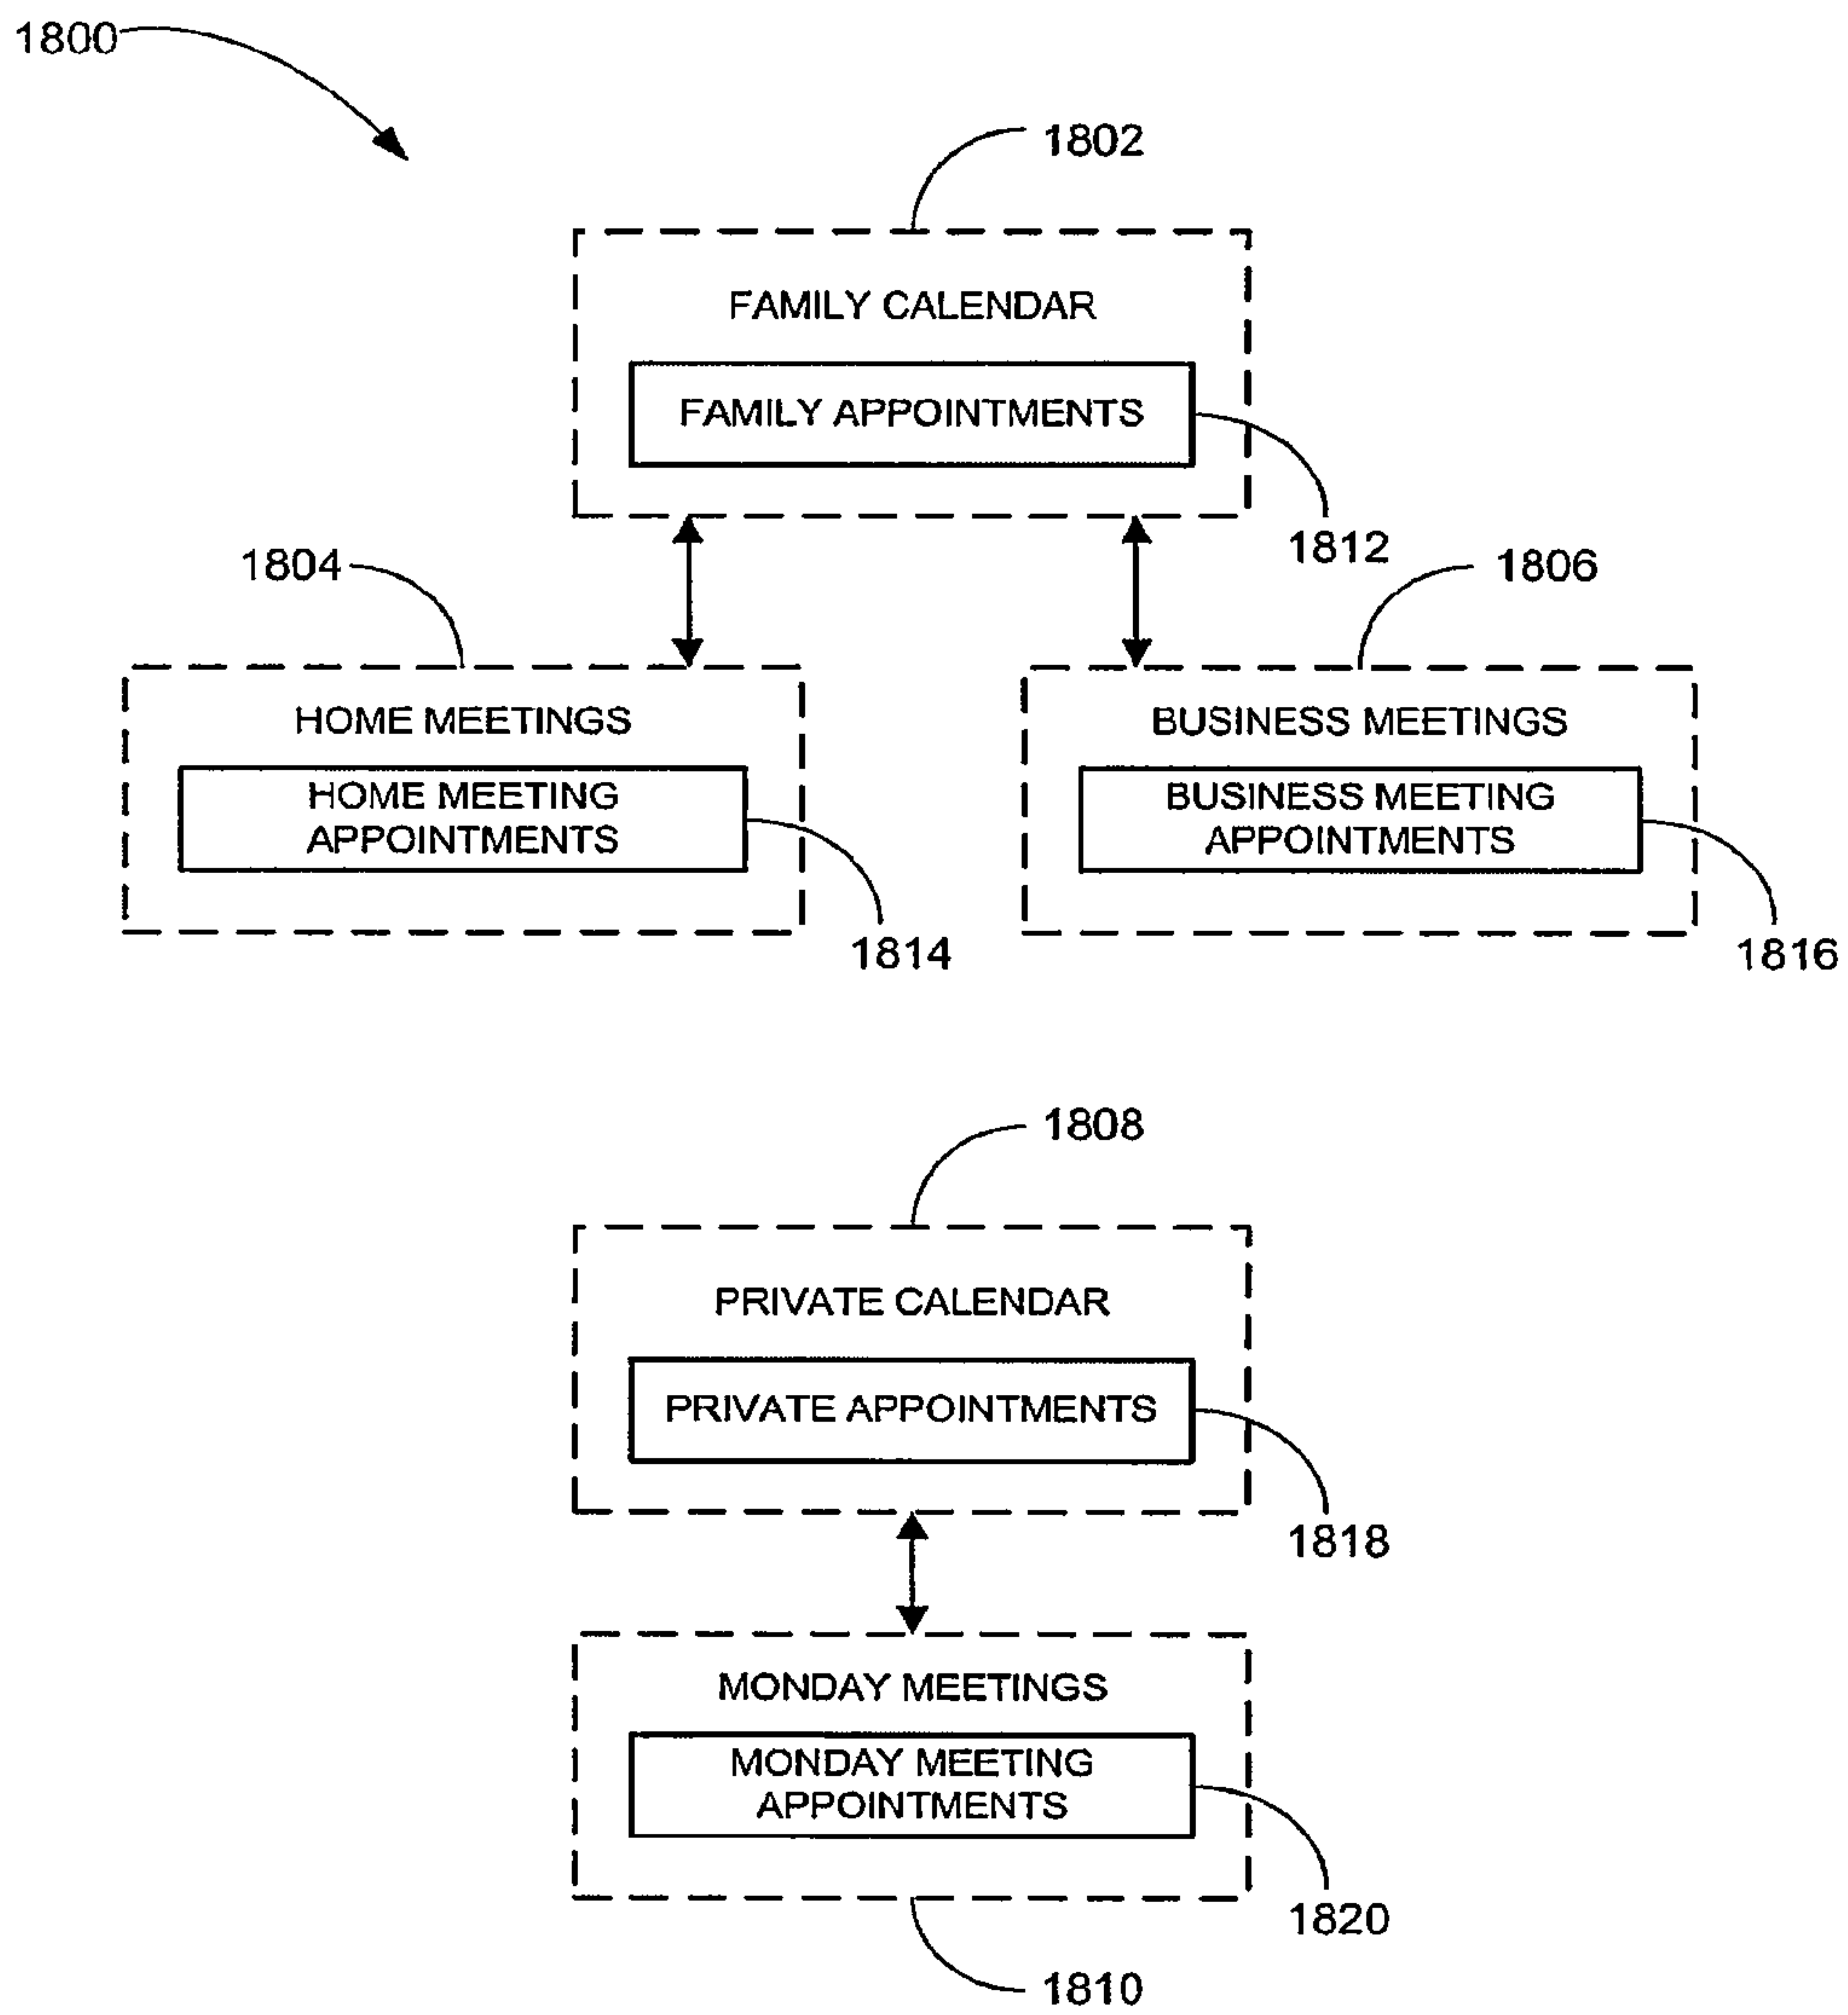 1800
1802
FAMILY CALENDAR
FAMILY APPOINTMENTS
1812
1804
1806
HOME MEETINGS
HOME MEETING
APPOINTMENTS
1814
BUSINESS MEETINGS
BUSINESS MEETING
APPOINTMENTS
1816
1808
PRIVATE CALENDAR
PRIVATE APPOINTMENTS
1818
MONDAY MEETINGS
MONDAY MEETING
APPOINTMENTS
1820
1810